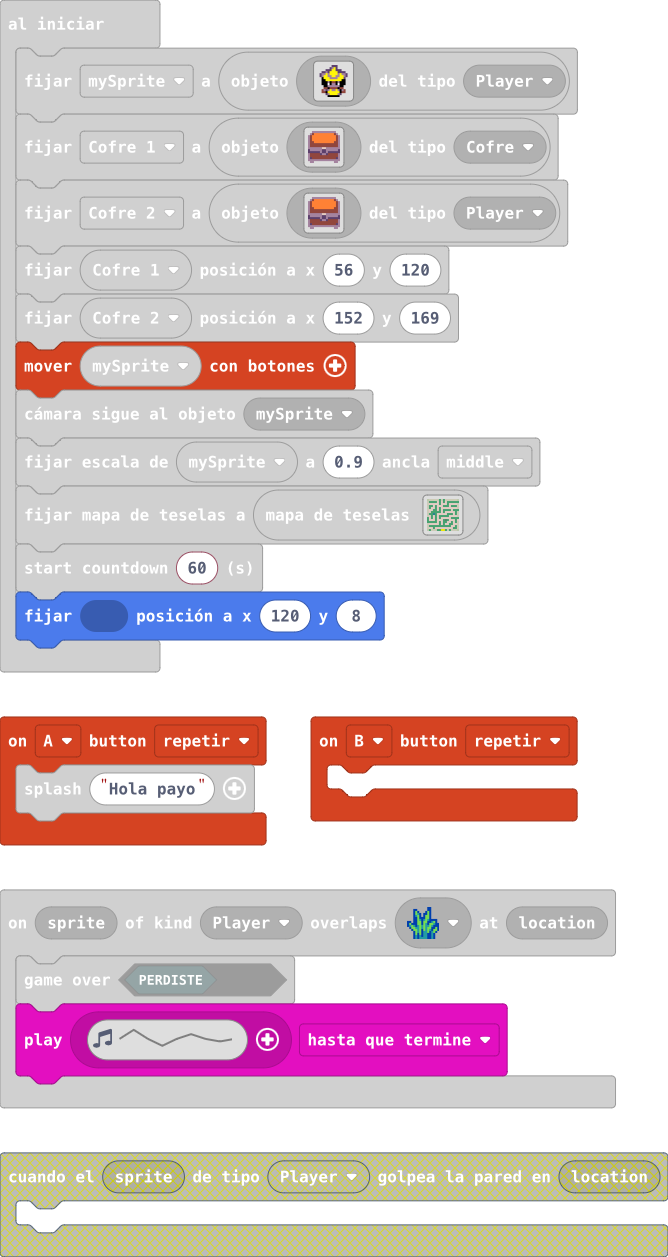 al iniciar
fijar mySprite a objeto del tipo Player
fijar Cofre 1 a objeto del tipo Cofre
fijar Cofre 2 a objeto del tipo Player
fijar Cofre 1 posición a x 56 y 120
fijar Cofre 2 posición a x 152 y 169
mover mySprite con botones
cámara sigue al objeto mySprite
fijar escala de mySprite a 0.9 ancla middle
fijar mapa de teselas a mapa de teselas
start countdown 60 (s)
fijar posición a x 120 y 8
on A button repetir
splash "Hola payo"
on B button repetir
on sprite of kind Player overlaps at location
game over PERDISTE
play hasta que termine
cuando el sprite de tipo Player golpea la pared en location